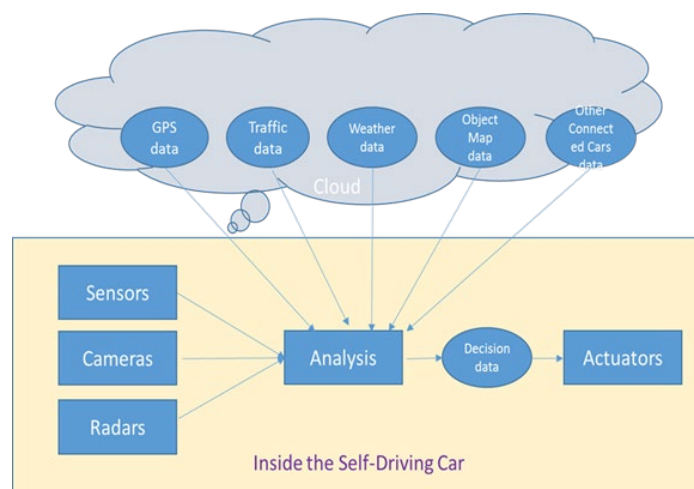 GPS
data
Traffic
data
Weather
data
Object
Map
data
Other
Connect
ed Cars
data
Cloud
Sensors
Cameras
Radars
Analysis
Decision
data
Actuators
Inside the Self-Driving Car